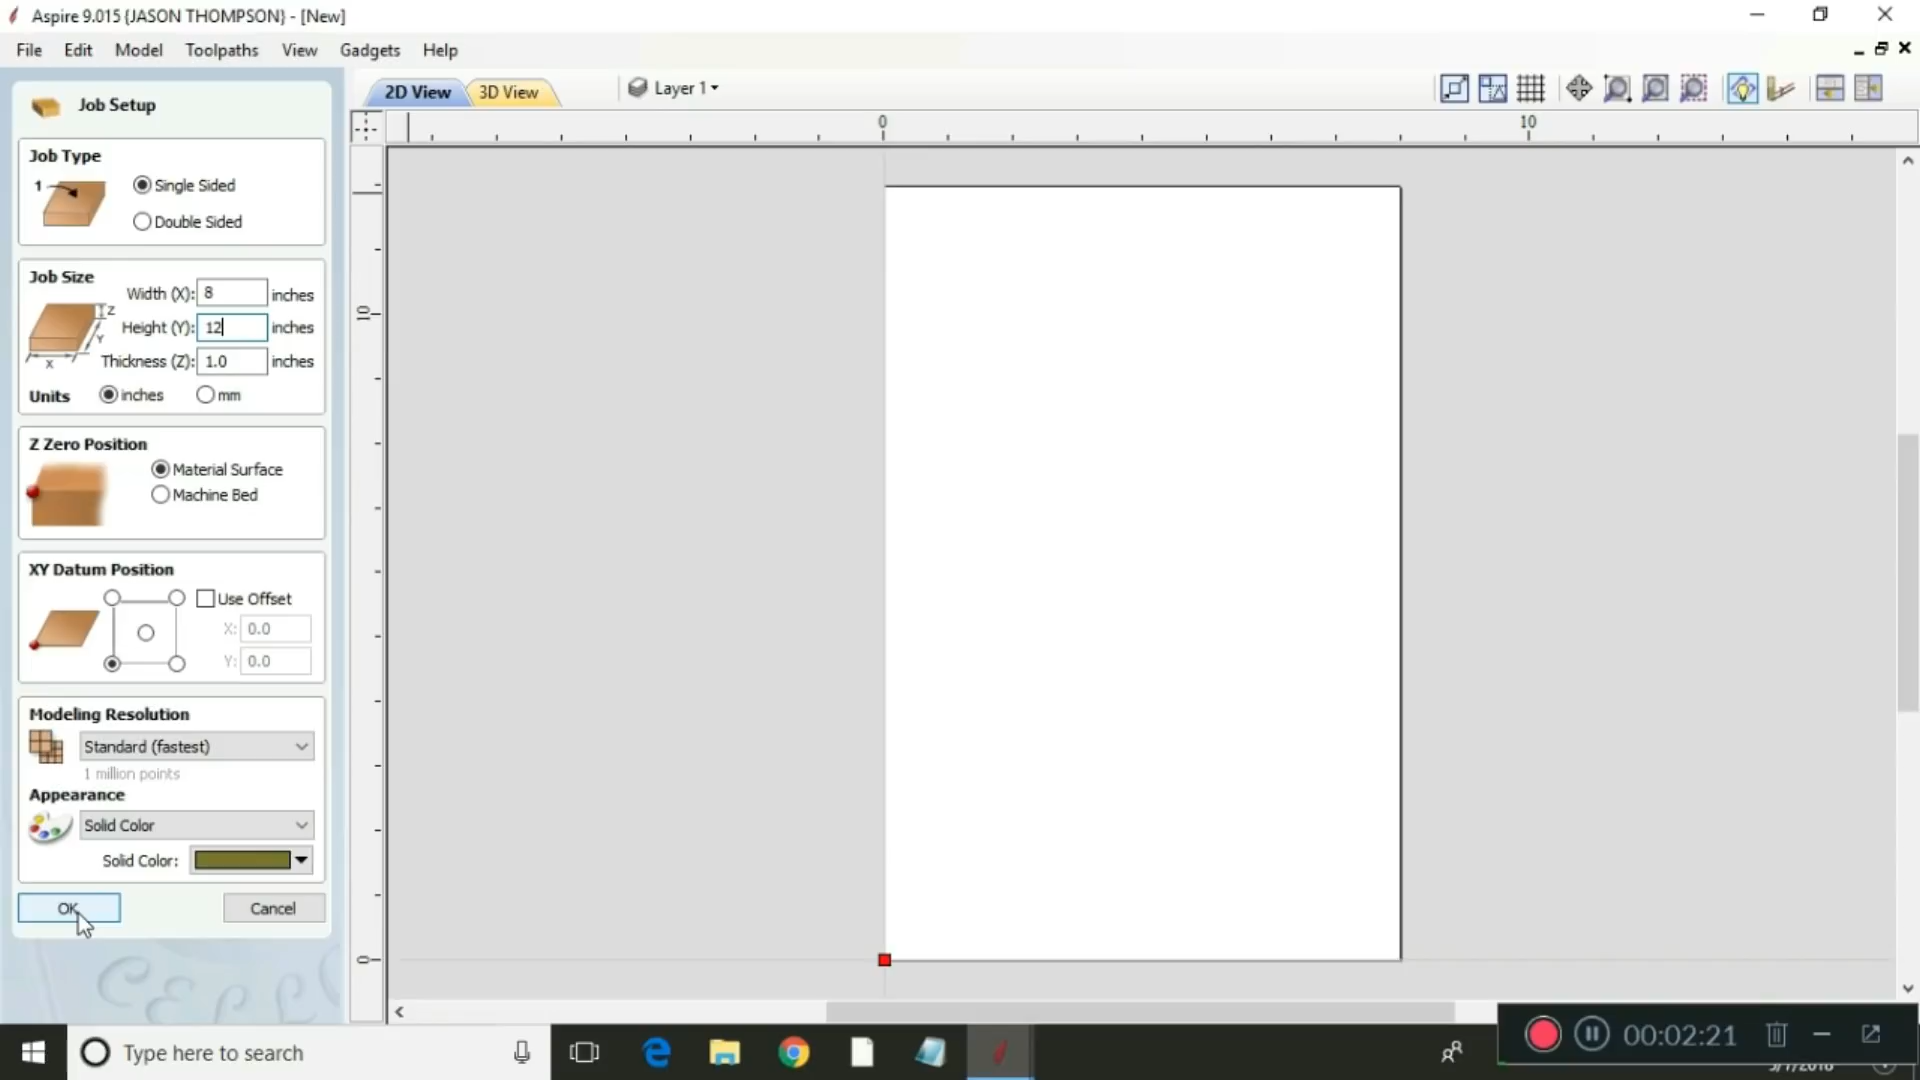 Aspire 9.015 {JASON THOMPSON} - [New]
File Edit Model Toolpaths View Gadgets Help
Job Setup
2D View 3D View Layer 1
0 10
Job Type
1
Single Sided
Double Sided
Job Size
Width (X): 8 inches
Z
Height (Y): 12 inches
Y
Thickness (Z): 1.0 inches
X
Units inches mm
10
Z Zero Position
Material Surface
Machine Bed
XY Datum Position
Use Offset
X: 0.0
Y: 0.0
Modeling Resolution
Standard (fastest)
1 million points
Appearance
Solid Color
Solid Color:
OK Cancel
0
Type here to search
00:02:21